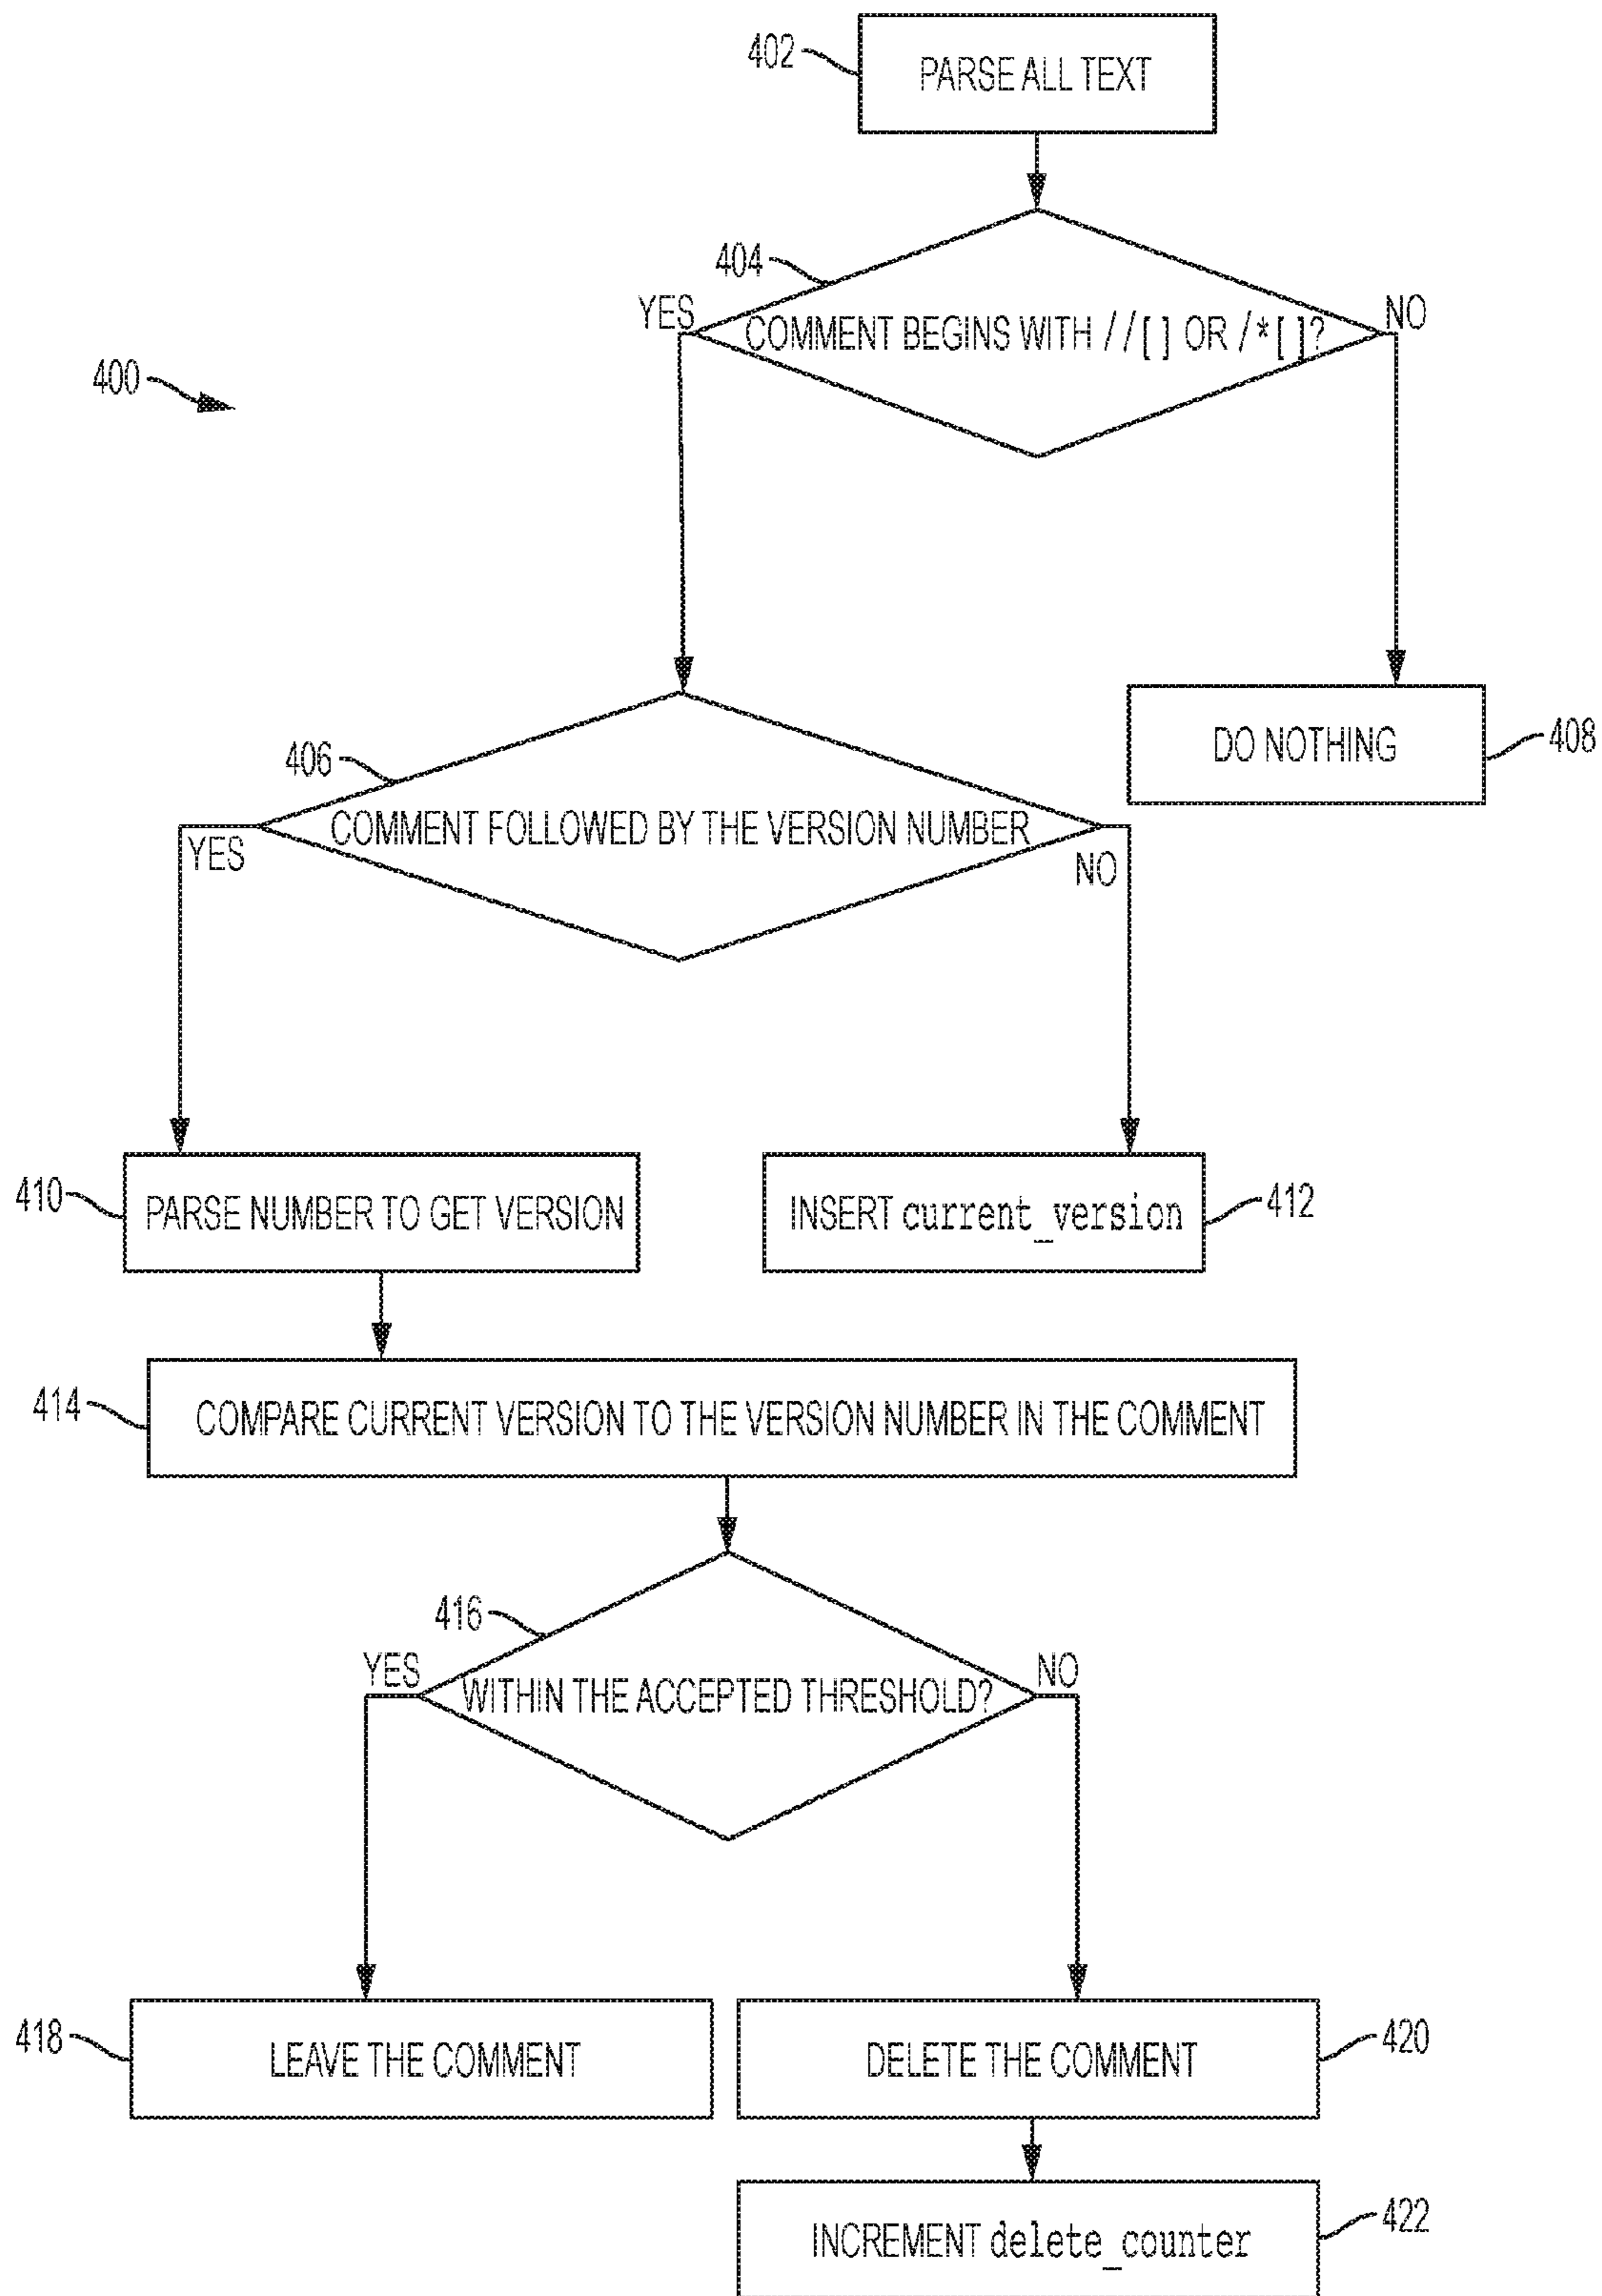 402
PARSE ALL TEXT
404
YES
COMMENT BEGINS WITH //[ ] OR /*[ ]?
NO
400
406
DO NOTHING
408
COMMENT FOLLOWED BY THE VERSION NUMBER
YES
NO
410
PARSE NUMBER TO GET VERSION
INSERT current_version
412
414
COMPARE CURRENT VERSION TO THE VERSION NUMBER IN THE COMMENT
416
YES
WITHIN THE ACCEPTED THRESHOLD?
NO
418
LEAVE THE COMMENT
DELETE THE COMMENT
420
INCREMENT delete_counter
422